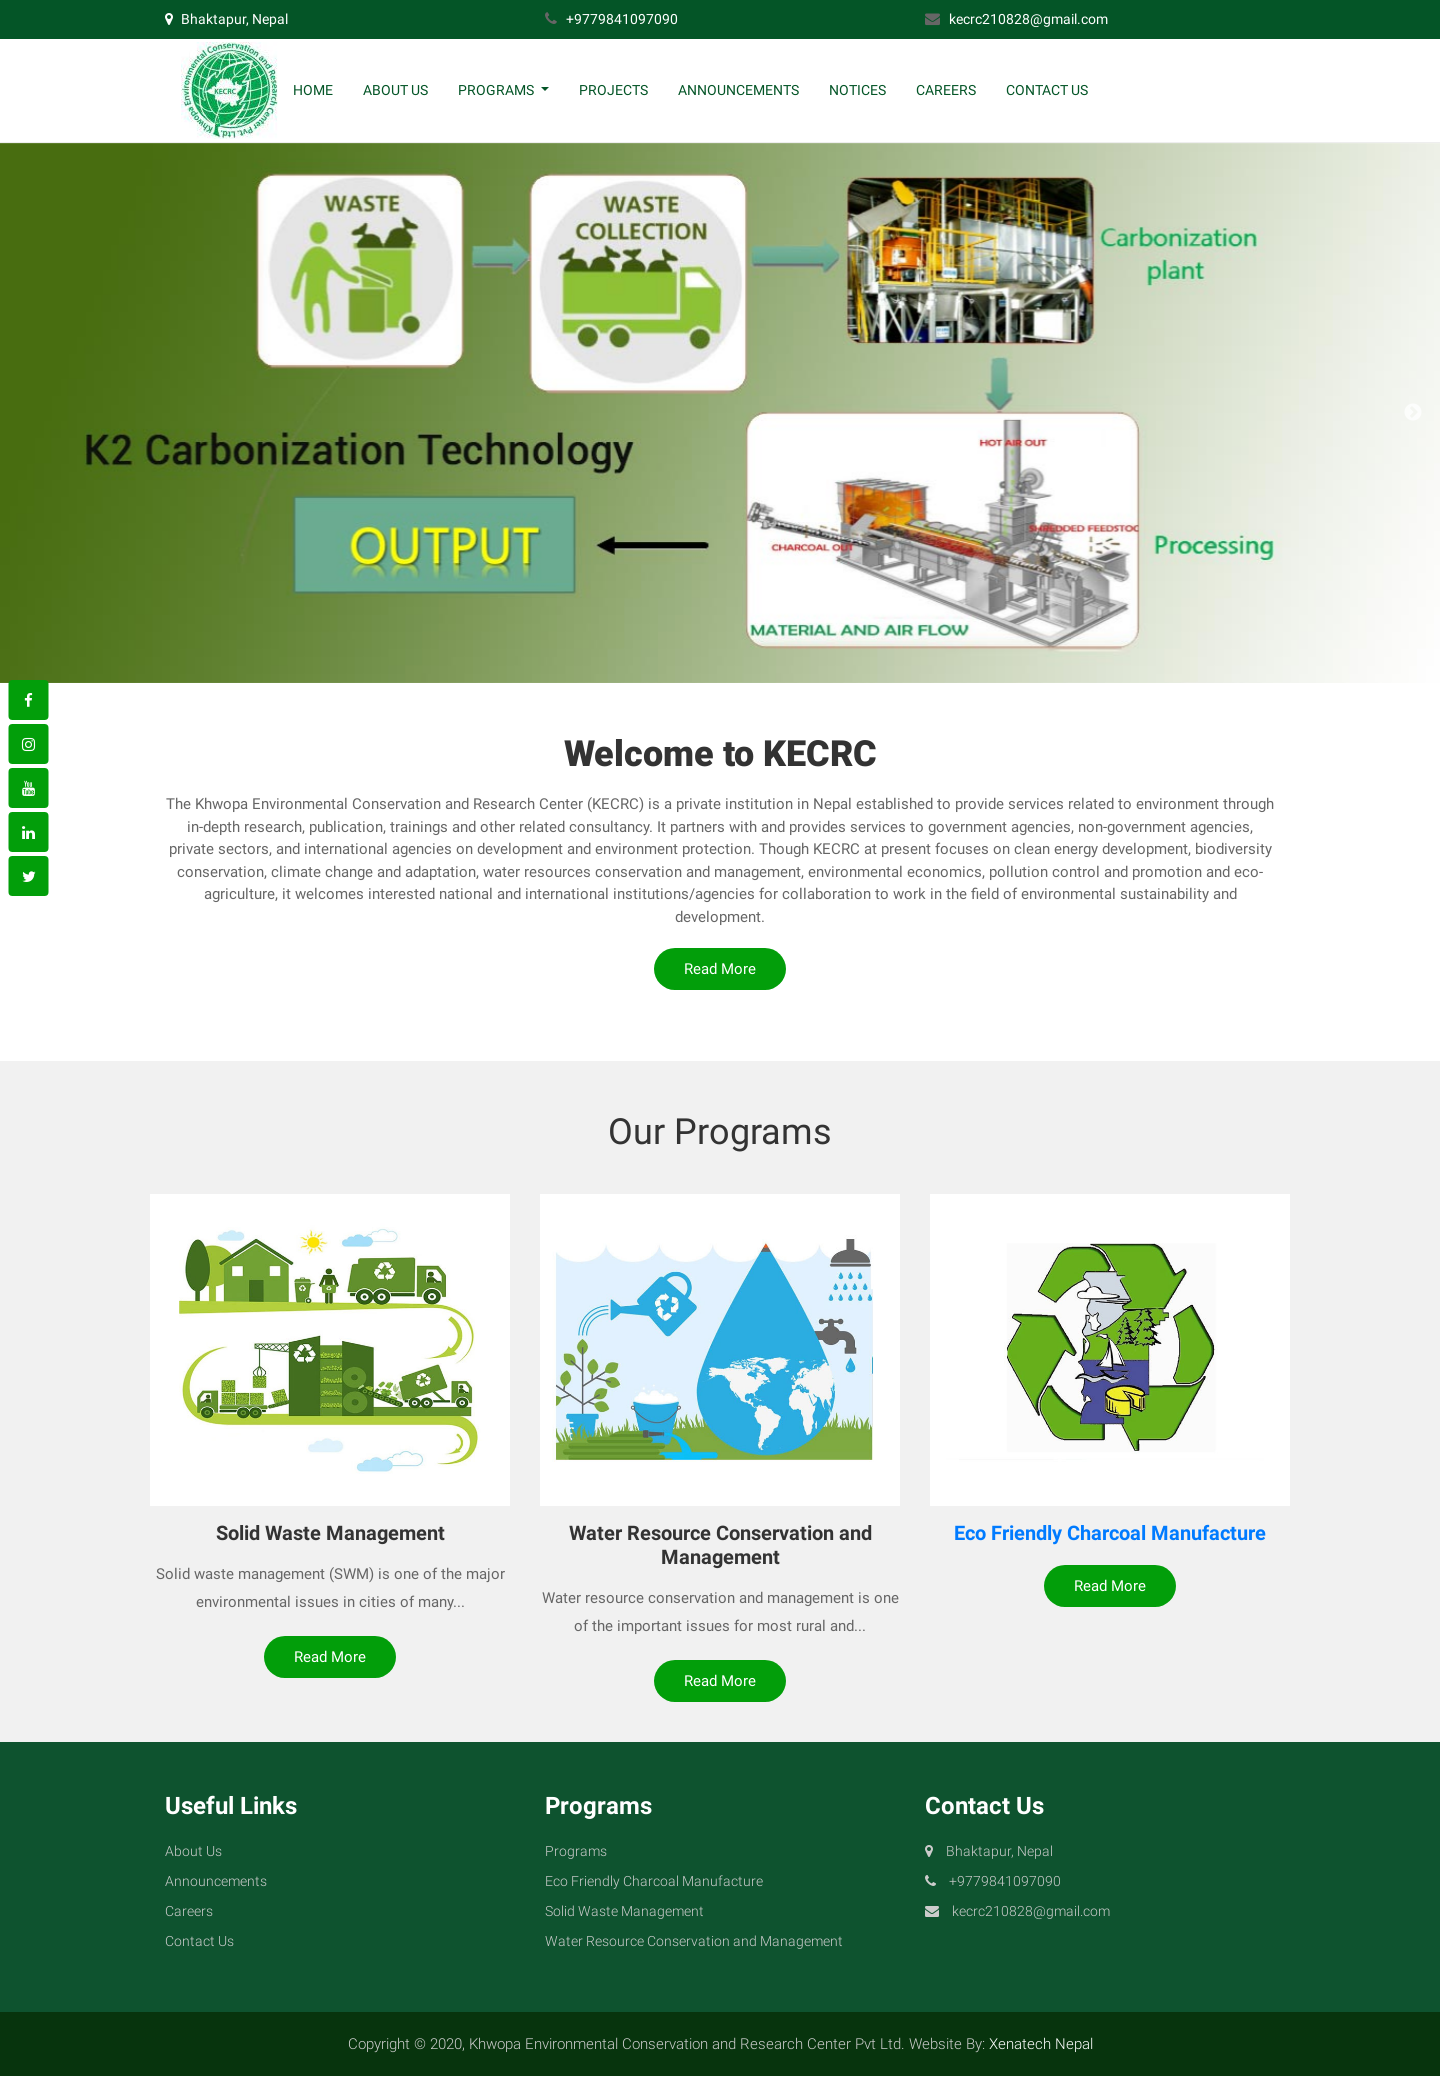 Bhaktapur, Nepal
+9779841097090
kecrc210828@gmail.com
Khwopa Environmental Conservation and Research Center Pvt. Ltd.
KECRC
HOME
ABOUT US
PROGRAMS
PROJECTS
ANNOUNCEMENTS
NOTICES
CAREERS
CONTACT US
WASTE
WASTE
COLLECTION
Carbonization
plant
K2 Carbonization Technology
OUTPUT
HOT AIR OUT
SHREDDED FEEDSTOC
CHARCOAL OUT
MATERIAL AND AIR FLOW
Processing
You
Tube
Welcome to KECRC
The Khwopa Environmental Conservation and Research Center (KECRC) is a private institution in Nepal established to provide services related to environment through
in-depth research, publication, trainings and other related consultancy. It partners with and provides services to government agencies, non-government agencies,
private sectors, and international agencies on development and environment protection. Though KECRC at present focuses on clean energy development, biodiversity
conservation, climate change and adaptation, water resources conservation and management, environmental economics, pollution control and promotion and eco-
agriculture, it welcomes interested national and international institutions/agencies for collaboration to work in the field of environmental sustainability and
development.
Read More
Our Programs
Solid Waste Management
Solid waste management (SWM) is one of the major
environmental issues in cities of many...
Read More
Water Resource Conservation and
Management
Water resource conservation and management is one
of the important issues for most rural and...
Read More
Eco Friendly Charcoal Manufacture
Read More
Useful Links
About Us
Announcements
Careers
Contact Us
Programs
Programs
Eco Friendly Charcoal Manufacture
Solid Waste Management
Water Resource Conservation and Management
Contact Us
Bhaktapur, Nepal
+9779841097090
kecrc210828@gmail.com
Copyright © 2020, Khwopa Environmental Conservation and Research Center Pvt Ltd. Website By: Xenatech Nepal